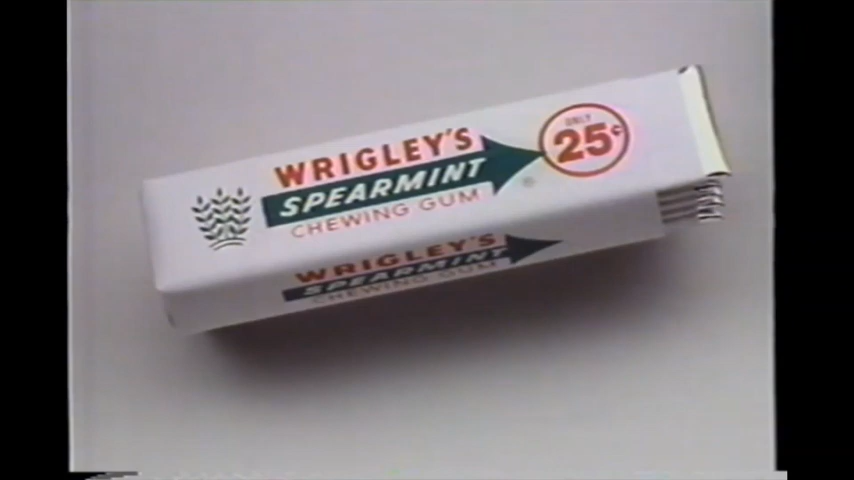 WRIGLEY'S
SPEARMINT
CHEWING GUM
ONLY
25¢
®
WRIGLEY'S
SPEARMINT
CHEWING GUM